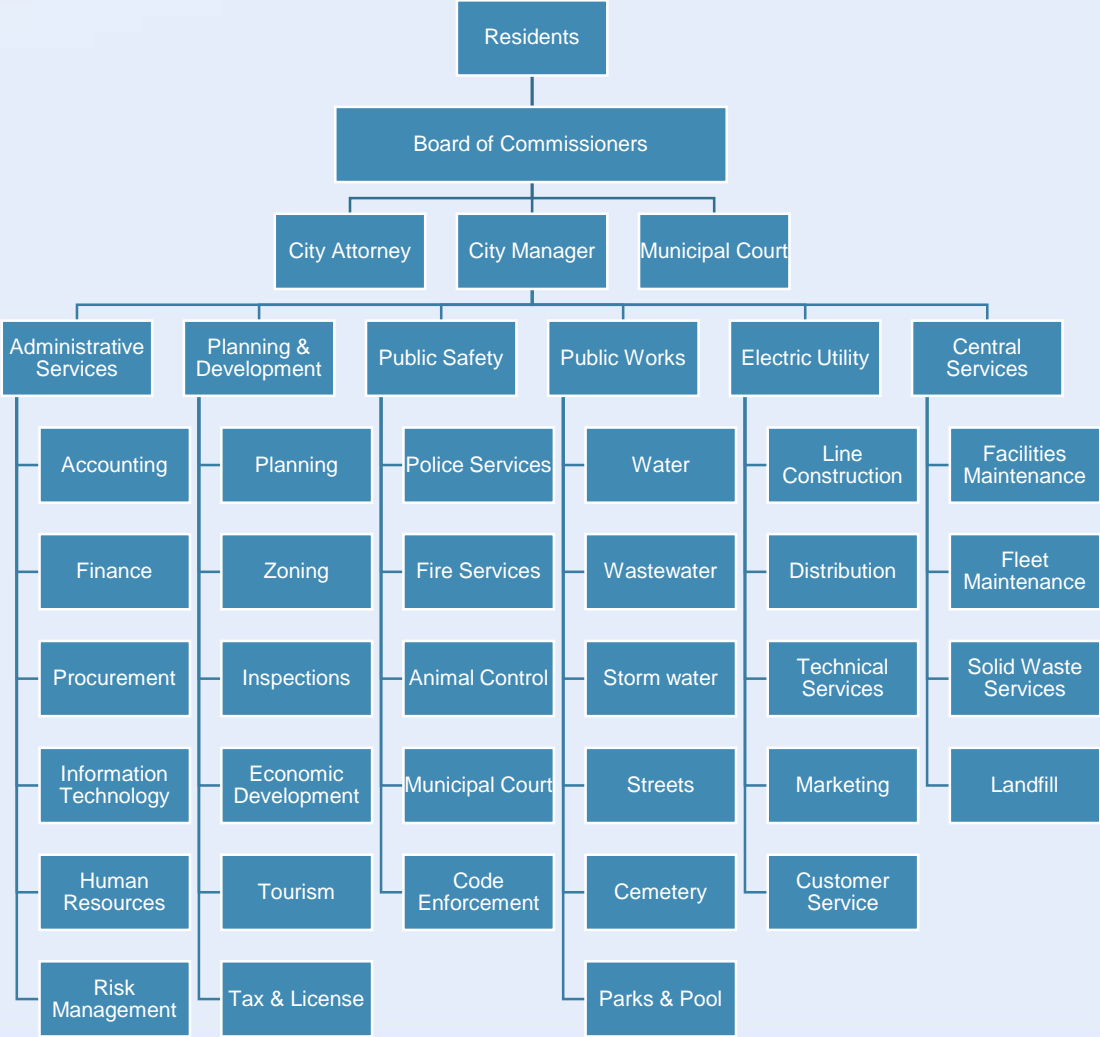 Residents
Board of Commissioners
City Attorney
City Manager
Municipal Court
Administrative
Services
Planning &
Development
Public Safety
Public Works
Electric Utility
Central
Services
Accounting
Planning
Police Services
Water
Line
Construction
Facilities
Maintenance
Finance
Zoning
Fire Services
Wastewater
Distribution
Fleet
Maintenance
Procurement
Inspections
Animal Control
Storm water
Technical
Services
Solid Waste
Services
Information
Technology
Economic
Development
Municipal Court
Streets
Marketing
Landfill
Human
Resources
Tourism
Code
Enforcement
Cemetery
Customer
Service
Risk
Management
Tax & License
Parks & Pool